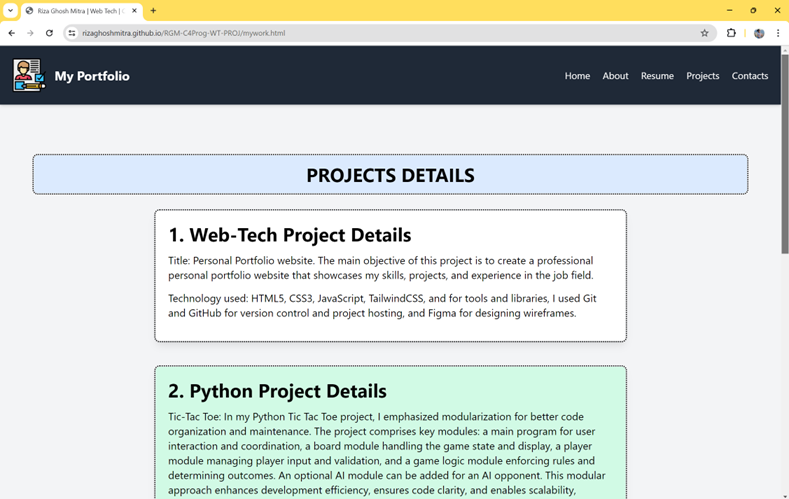 Riza Ghosh Mitra | Web Tech |
rizaghoshmitra.github.io/RGM-C4Prog-WT-PROJ/mywork.html
My Portfolio
Home About Resume Projects Contacts
PROJECTS DETAILS
1. Web-Tech Project Details
Title: Personal Portfolio website. The main objective of this project is to create a professional
personal portfolio website that showcases my skills, projects, and experience in the job field.
Technology used: HTML5, CSS3, JavaScript, TailwindCSS, and for tools and libraries, I used Git
and GitHub for version control and project hosting, and Figma for designing wireframes.
2. Python Project Details
Tic-Tac Toe: In my Python Tic Tac Toe project, I emphasized modularization for better code
organization and maintenance. The project comprises key modules: a main program for user
interaction and coordination, a board module handling the game state and display, a player
module managing player input and validation, and a game logic module enforcing rules and
determining outcomes. An optional AI module can be added for an AI opponent. This modular
approach enhances development efficiency, ensures code clarity, and enables scalability,